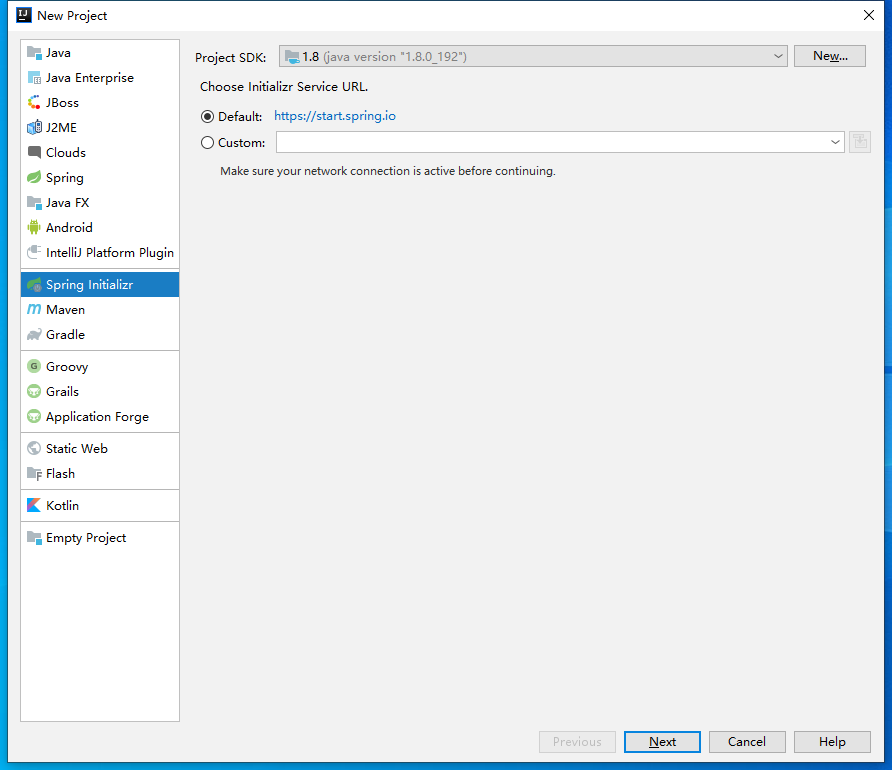 New Project
Java
Java Enterprise
JBoss
J2ME
Clouds
Spring
Java FX
Android
IntelliJ Platform Plugin
Spring Initializr
Maven
Gradle
Groovy
Grails
Application Forge
Static Web
Flash
Kotlin
Empty Project
Project SDK: 1.8 (java version "1.8.0_192") New...
Choose Initializr Service URL.
Default: https://start.spring.io
Custom:
Make sure your network connection is active before continuing.
Previous Next Cancel Help